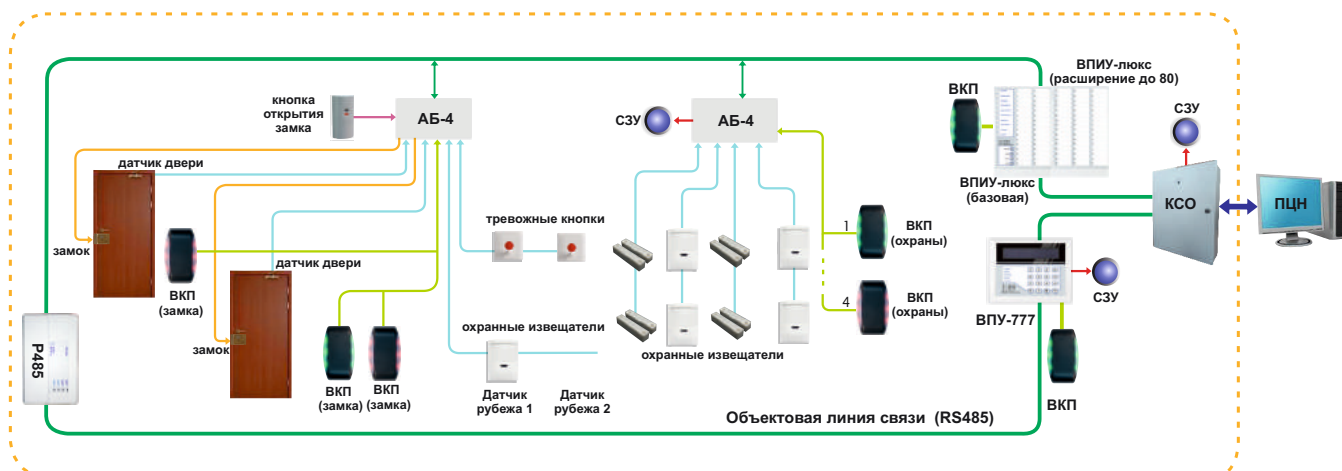 ВПИУ-люкс
(расширение до 80)
ВКП
кнопка
открытия
замка
АБ-4
СЗУ
АБ-4
СЗУ
датчик двери
ВПИУ-люкс
(базовая)
КСО
ПЦН
тревожные кнопки
1
ВКП
(охраны)
замок
датчик двери
ВКП
(замка)
СЗУ
4
ВКП
(охраны)
ВПУ-777
Р485
замок
охранные извещатели
охранные извещатели
ВКП
(замка)
ВКП
(замка)
Датчик
рубежа 1
Датчик
рубежа 2
ВКП
Объектовая линия связи (RS485)